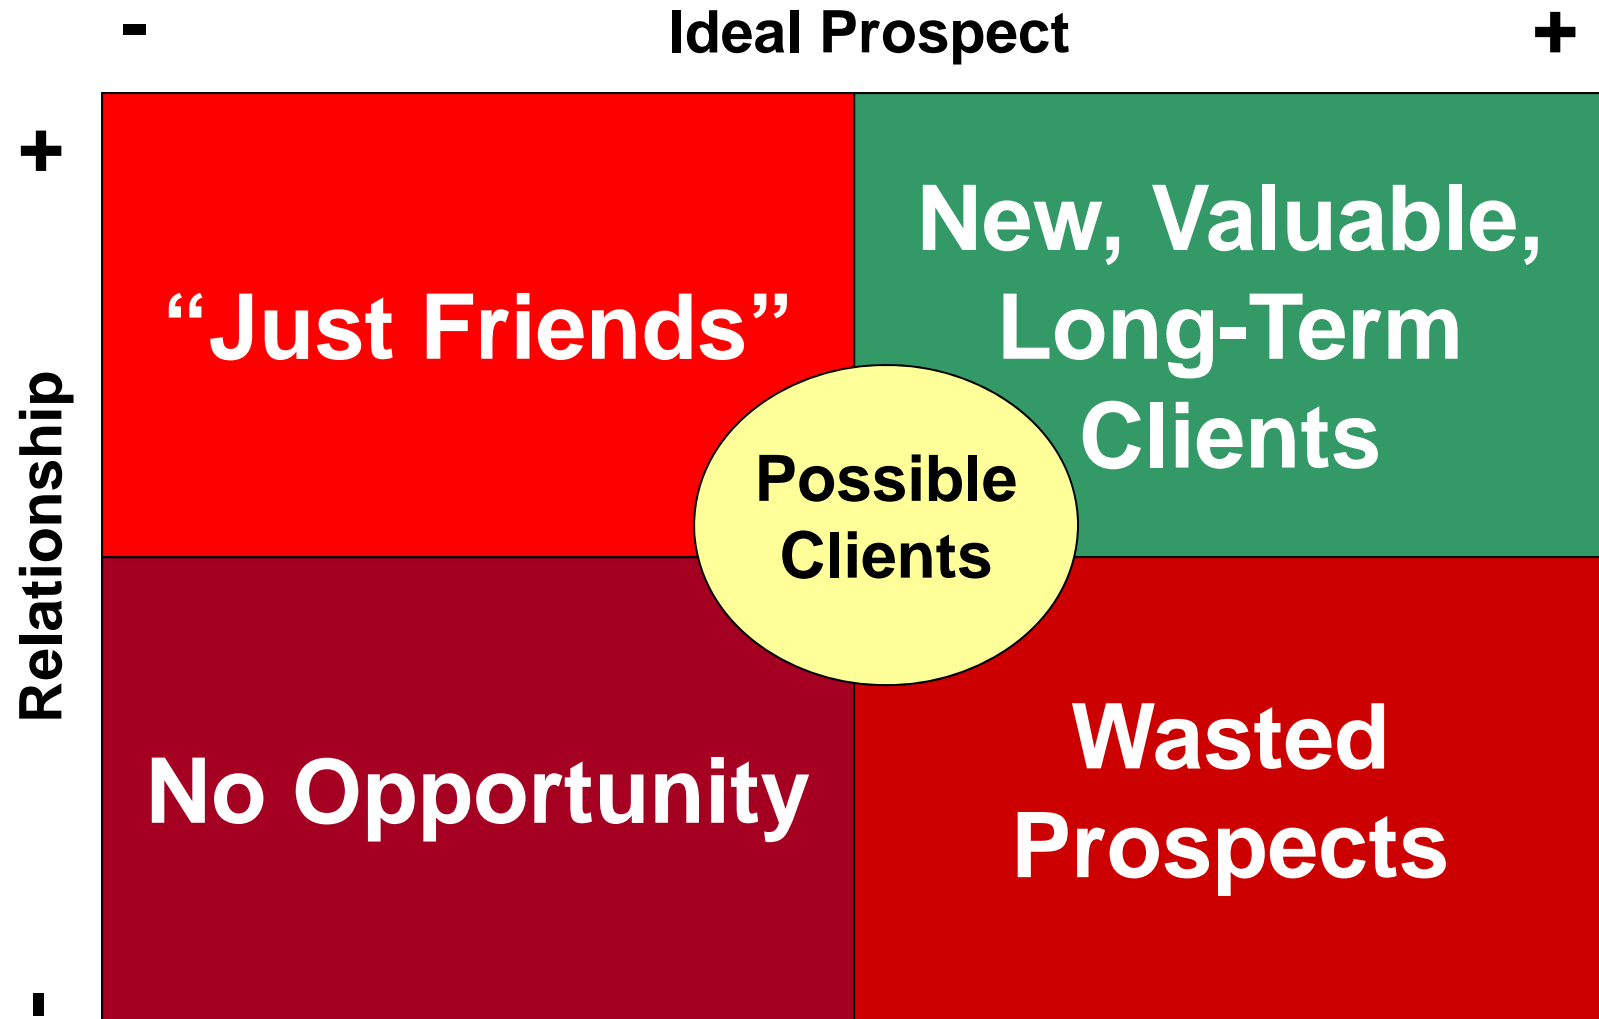 - Ideal Prospect +
+
Relationship
-
“Just Friends”
New, Valuable,
Long-Term
Clients
Possible
Clients
No Opportunity
Wasted
Prospects